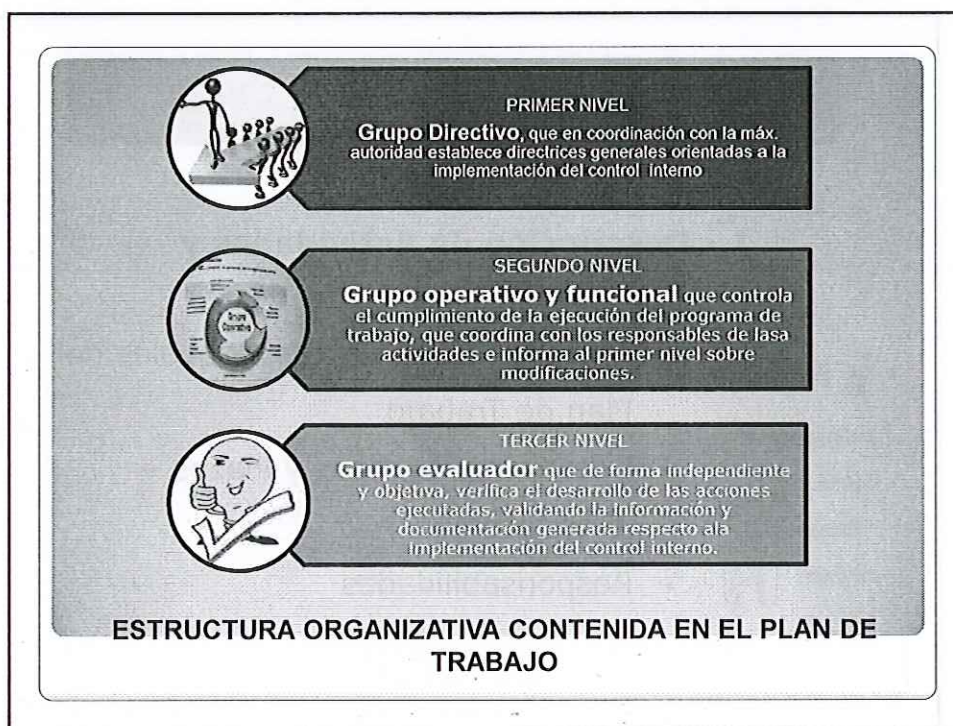 PRIMER NIVEL
Grupo Directivo, que en coordinación con la máx.
autoridad establece directrices generales orientadas a la
implementación del control interno
SEGUNDO NIVEL
Grupo operativo y funcional que controla
el cumplimiento de la ejecución del programa de
trabajo, que coordina con los responsables de lasa
actividades e informa al primer nivel sobre
modificaciones.
Grupo
Operativo
TERCER NIVEL
Grupo evaluador que de forma independiente
y objetiva, verifica el desarrollo de las acciones
ejecutadas, validando la información y
documentación generada respecto ala
implementación del control interno.
ESTRUCTURA ORGANIZATIVA CONTENIDA EN EL PLAN DE
TRABAJO